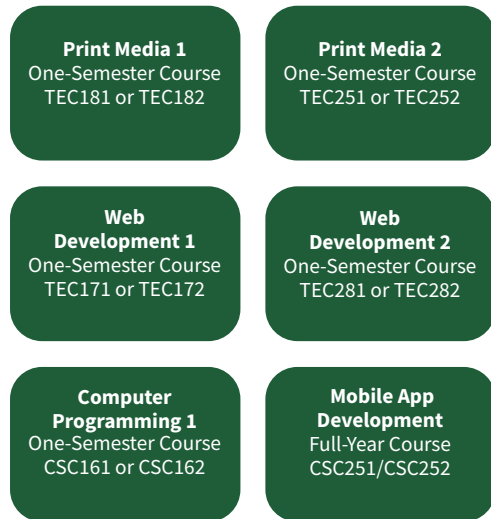 Print Media 1
One-Semester Course
TEC181 or TEC182
Print Media 2
One-Semester Course
TEC251 or TEC252
Web
Development 1
One-Semester Course
TEC171 or TEC172
Web
Development 2
One-Semester Course
TEC281 or TEC282
Computer
Programming 1
One-Semester Course
CSC161 or CSC162
Mobile App
Development
Full-Year Course
CSC251/CSC252